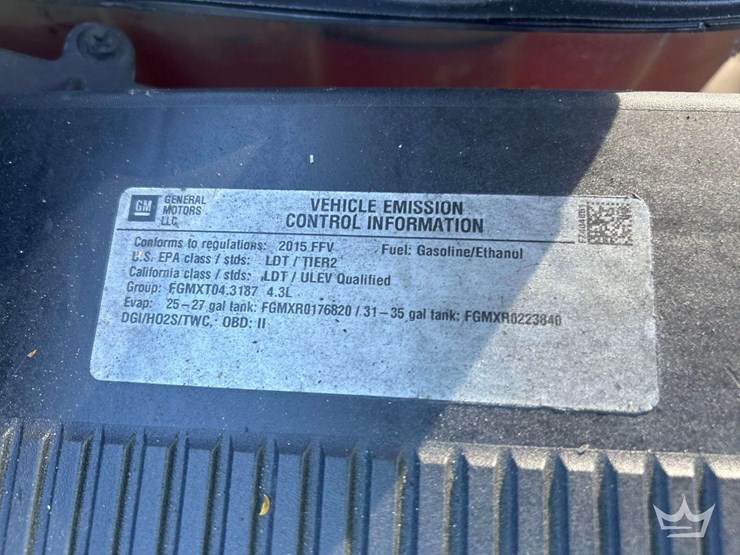 GM
GENERAL
MOTORS
LLC
VEHICLE EMISSION
CONTROL INFORMATION
Conforms to regulations: 2015 FFV Fuel: Gasoline/Ethanol
U.S. EPA class / stds: LDT / TIER2
California class / stds: LDT / ULEV Qualified
Group: FGMXT04.3187 4.3L
Evap: 25-27 gal tank: FGMXR0176820 / 31-35 gal tank: FGMXR0223840
DGI/HO2S/TWC, OBD: II